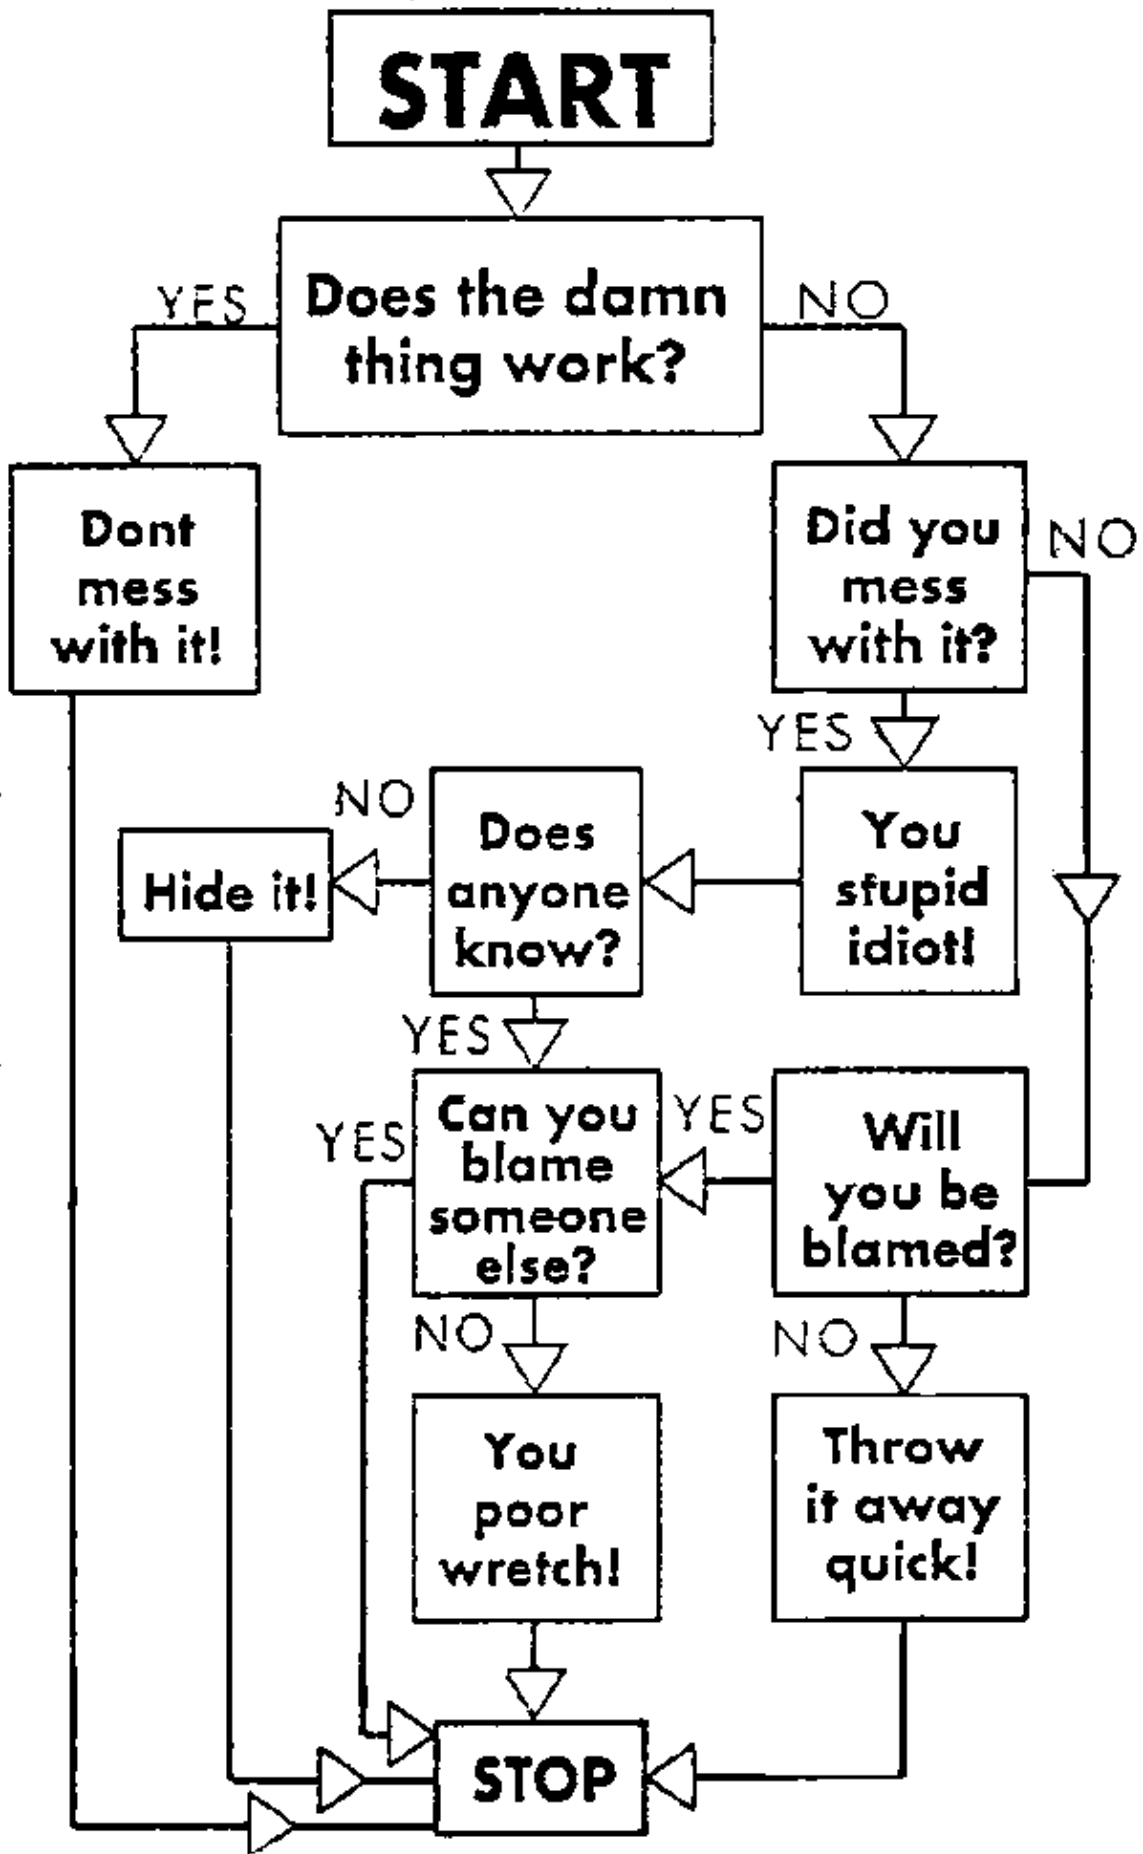 START
YES
Does the damn
thing work?
NO
Dont
mess
with it!
Did you
mess
with it?
NO
YES
NO
Does
anyone
know?
You
stupid
idiot!
Hide it!
YES
YES
Can you
blame
someone
else?
YES
Will
you be
blamed?
NO
NO
You
poor
wretch!
Throw
it away
quick!
STOP